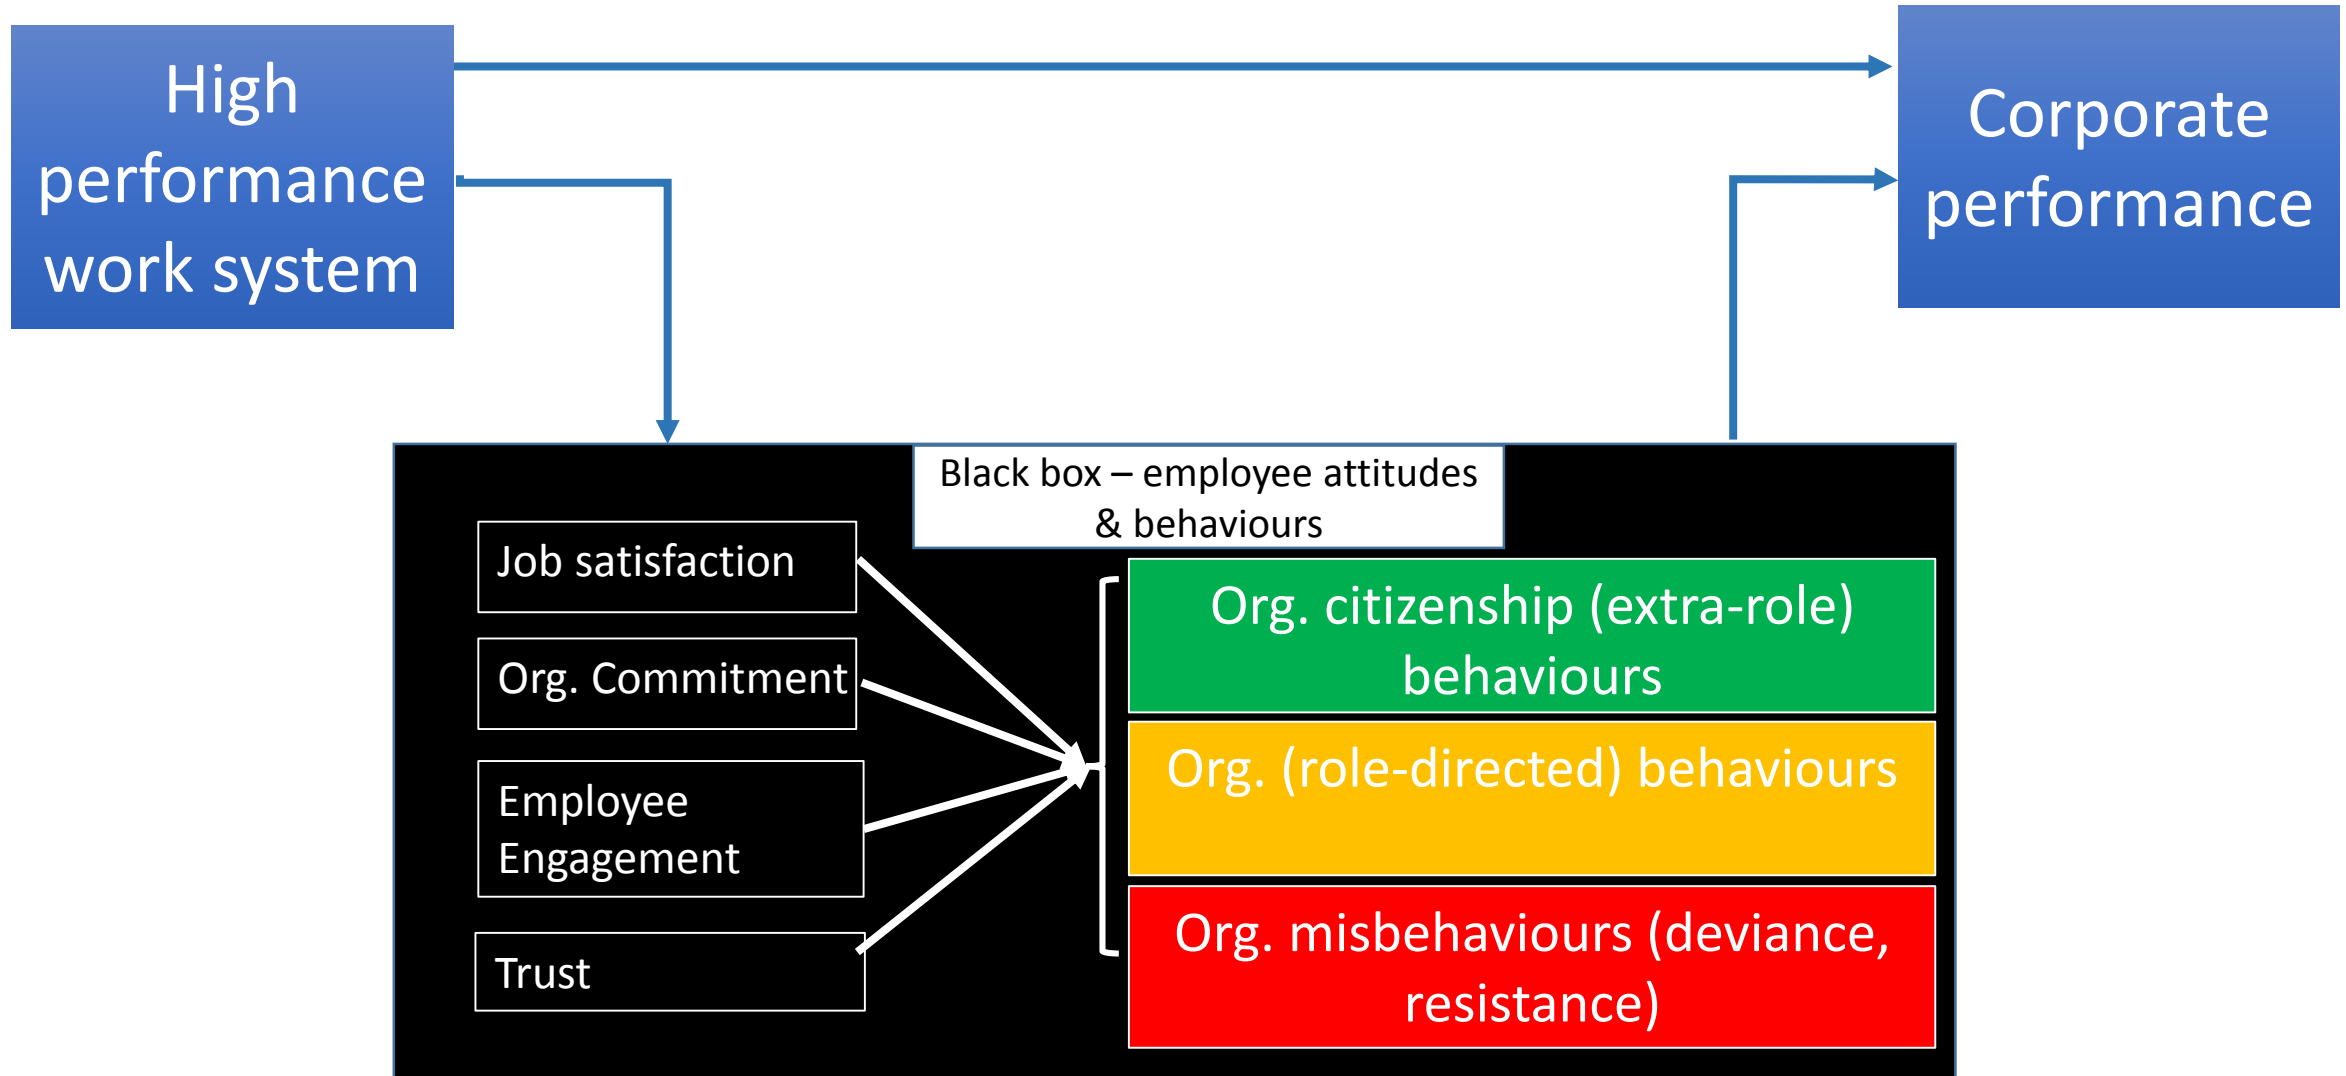 High
performance
work system
Corporate
performance
Black box – employee attitudes
& behaviours
Job satisfaction
Org. Commitment
Employee
Engagement
Trust
Org. citizenship (extra-role)
behaviours
Org. (role-directed) behaviours
Org. misbehaviours (deviance,
resistance)